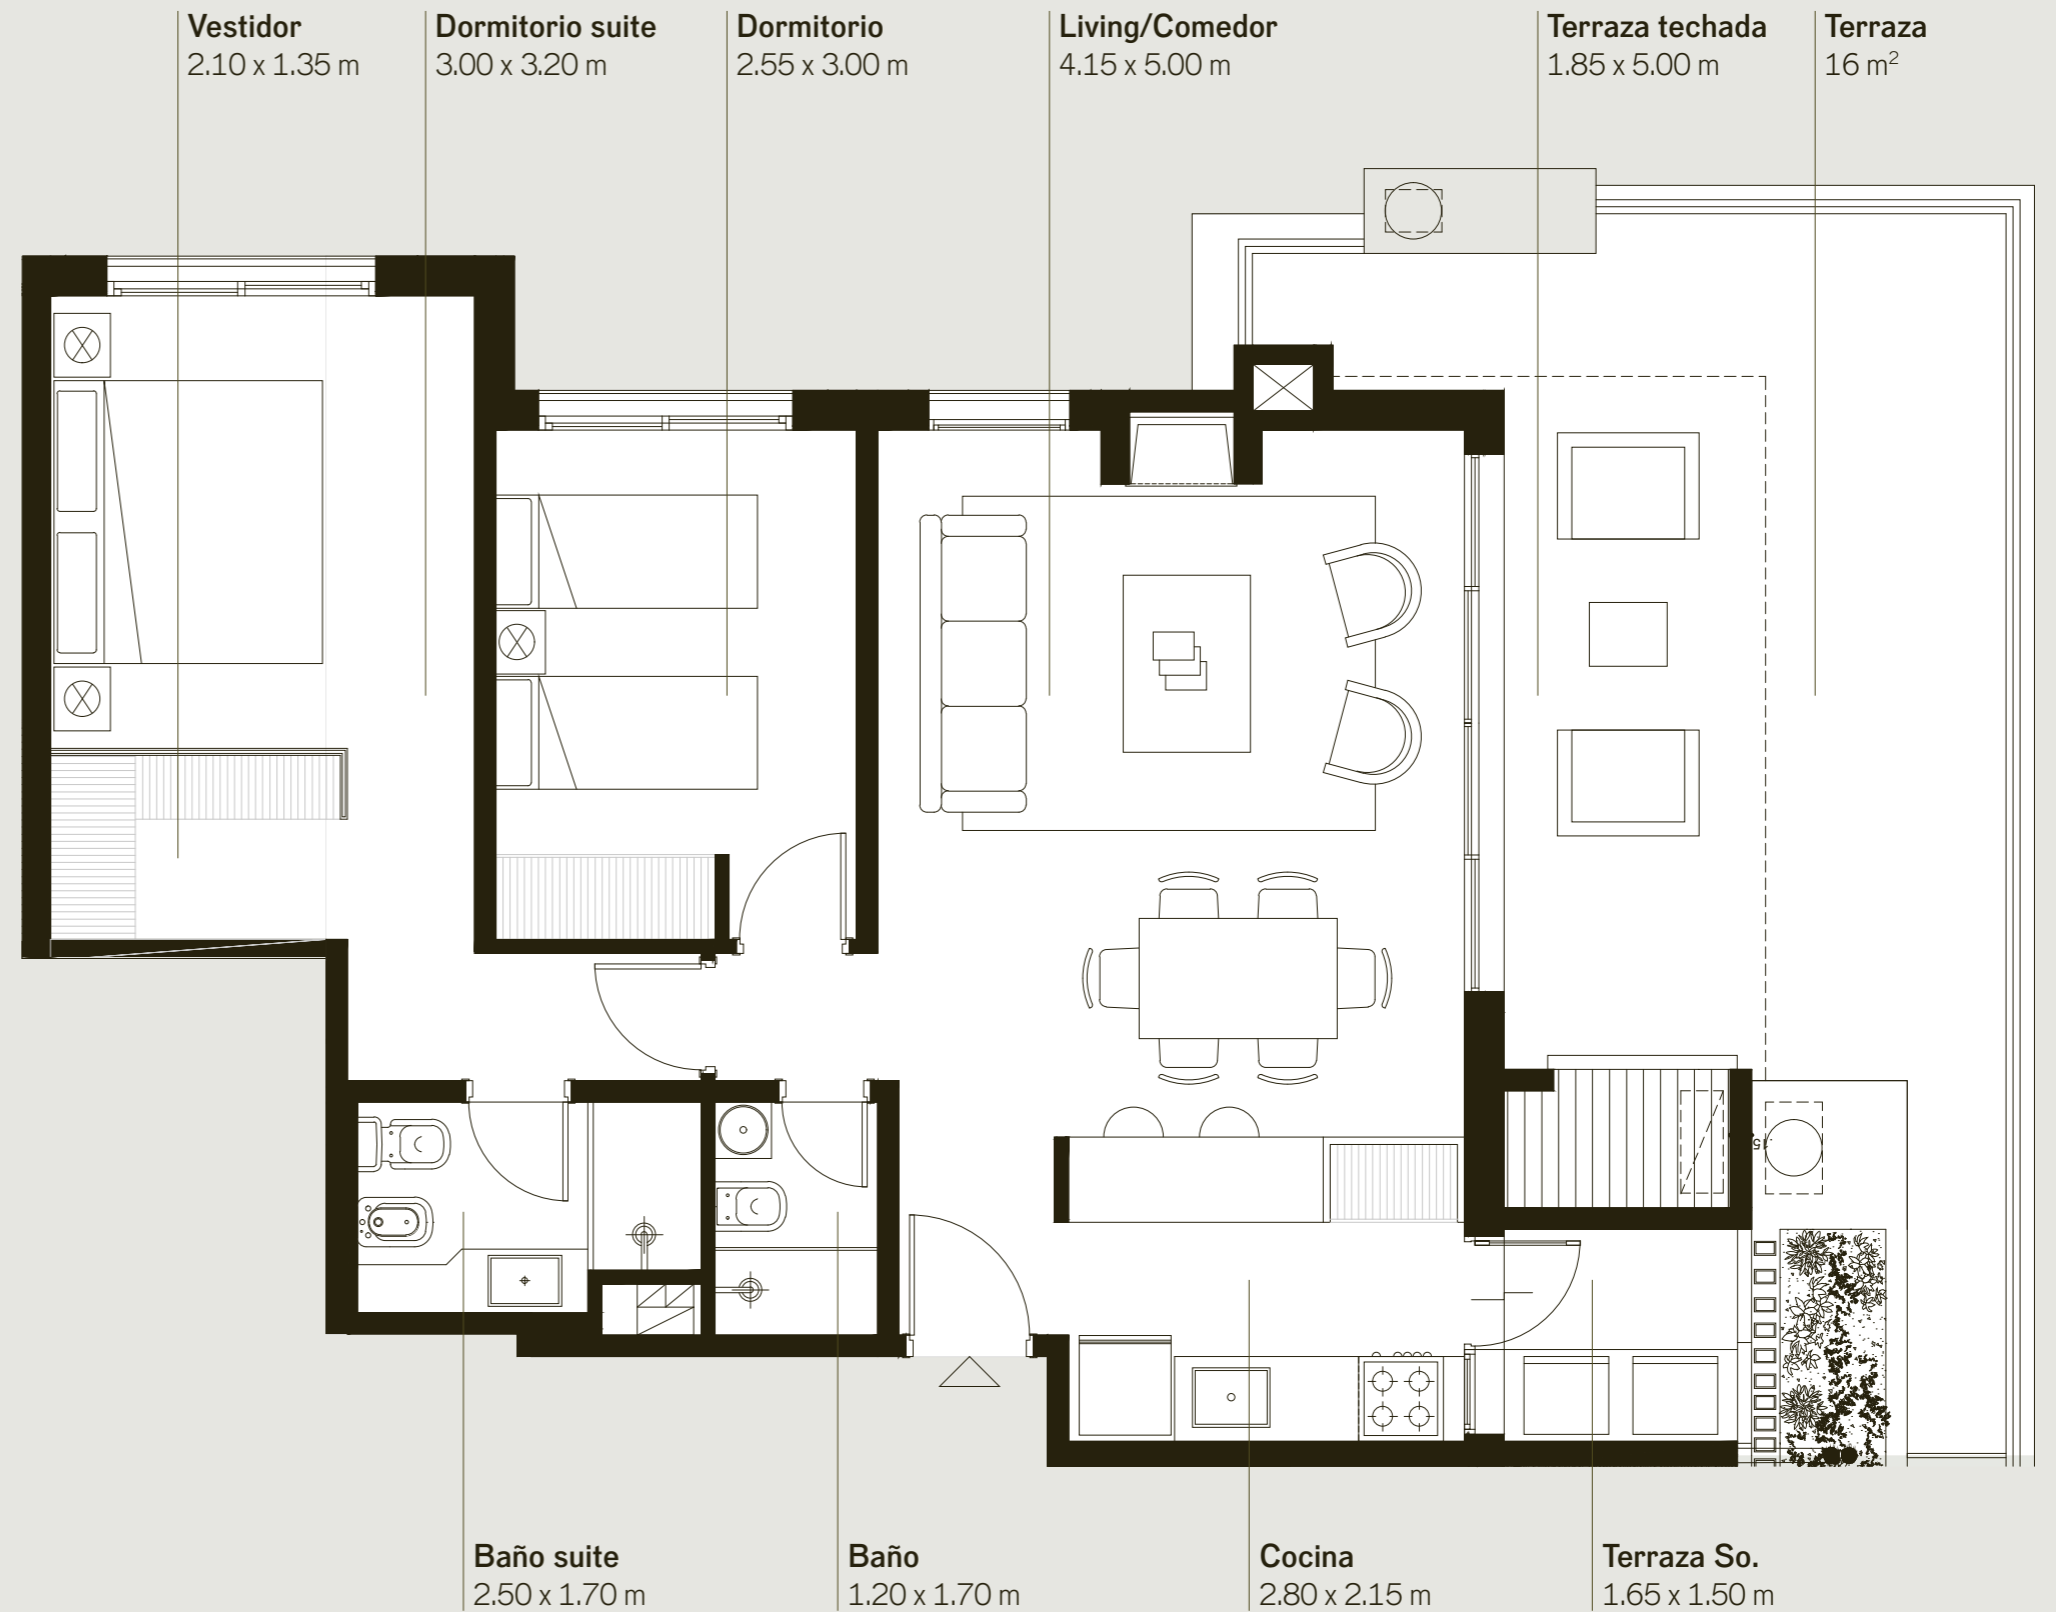 Vestidor
2.10 x 1.35 m
Dormitorio suite
3.00 x 3.20 m
Dormitorio
2.55 x 3.00 m
Living/Comedor
4.15 x 5.00 m
Terraza techada
1.85 x 5.00 m
Terraza
16 m²
Baño suite
2.50 x 1.70 m
Baño
1.20 x 1.70 m
Cocina
2.80 x 2.15 m
Terraza So.
1.65 x 1.50 m